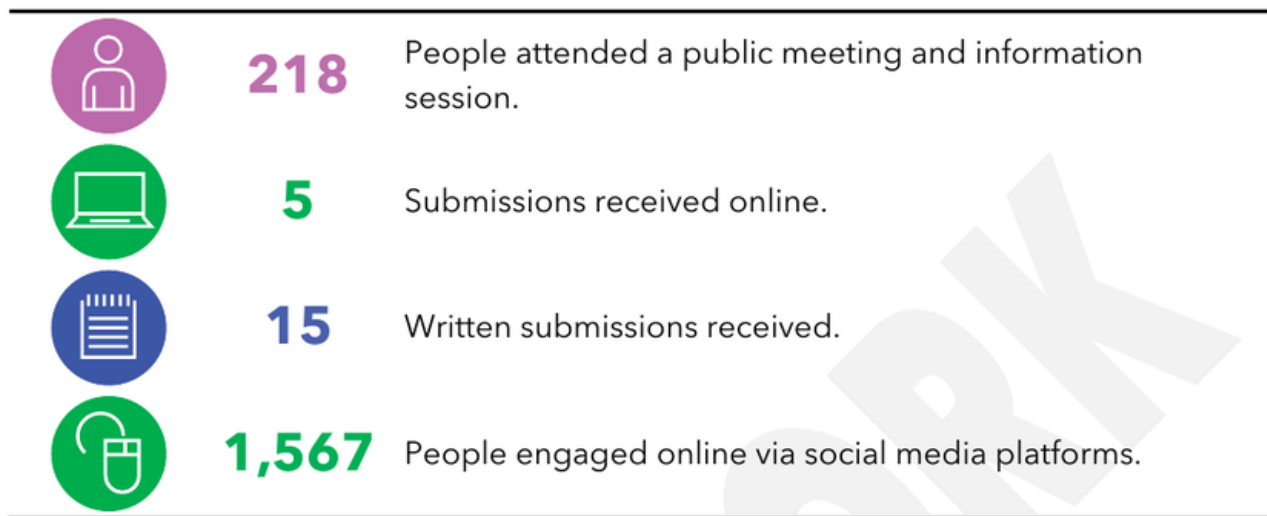 218 People attended a public meeting and information
session.
5 Submissions received online.
15 Written submissions received.
1,567 People engaged online via social media platforms.
ORK